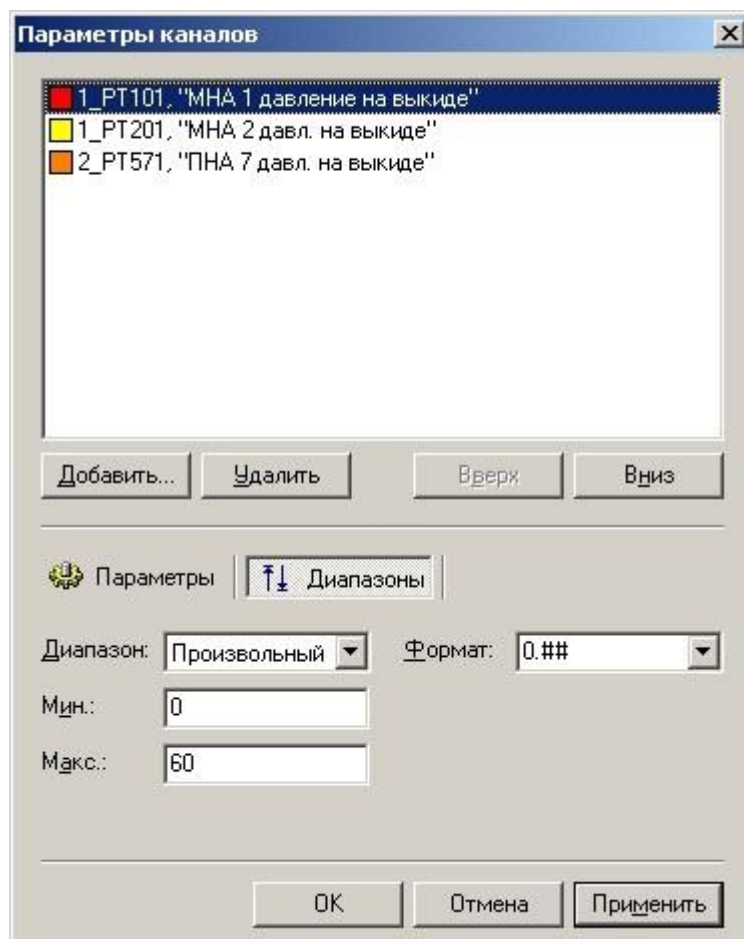 Параметры каналов
1_PT101, "МНА 1 давление на выкиде"
1_PT201, "МНА 2 давл. на выкиде"
2_PT571, "ПНА 7 давл. на выкиде"
Добавить... Удалить Вверх Вниз
Параметры Диапазоны
Диапазон: Произвольный Формат: 0.##
Мин.: 0
Макс.: 60
OK Отмена Применить